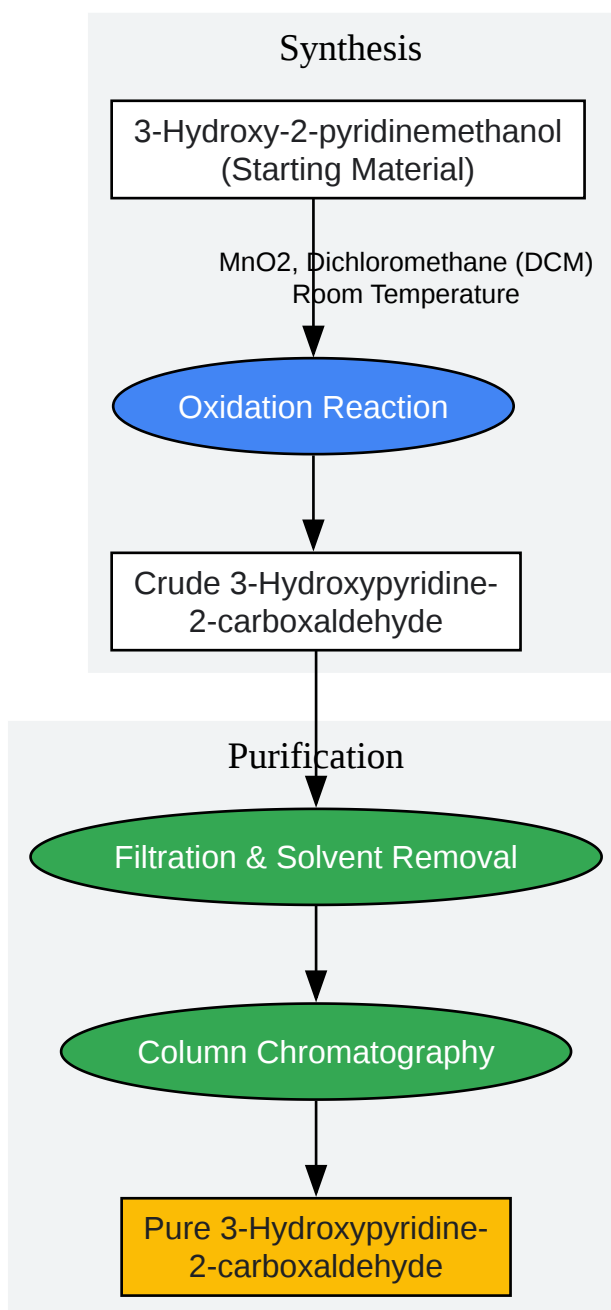 Synthesis
3-Hydroxy-2-pyridinemethanol
(Starting Material)
MnO2, Dichloromethane (DCM)
Room Temperature
Oxidation Reaction
Crude 3-Hydroxypyridine-
2-carboxaldehyde
Purification
Filtration & Solvent Removal
Column Chromatography
Pure 3-Hydroxypyridine-
2-carboxaldehyde